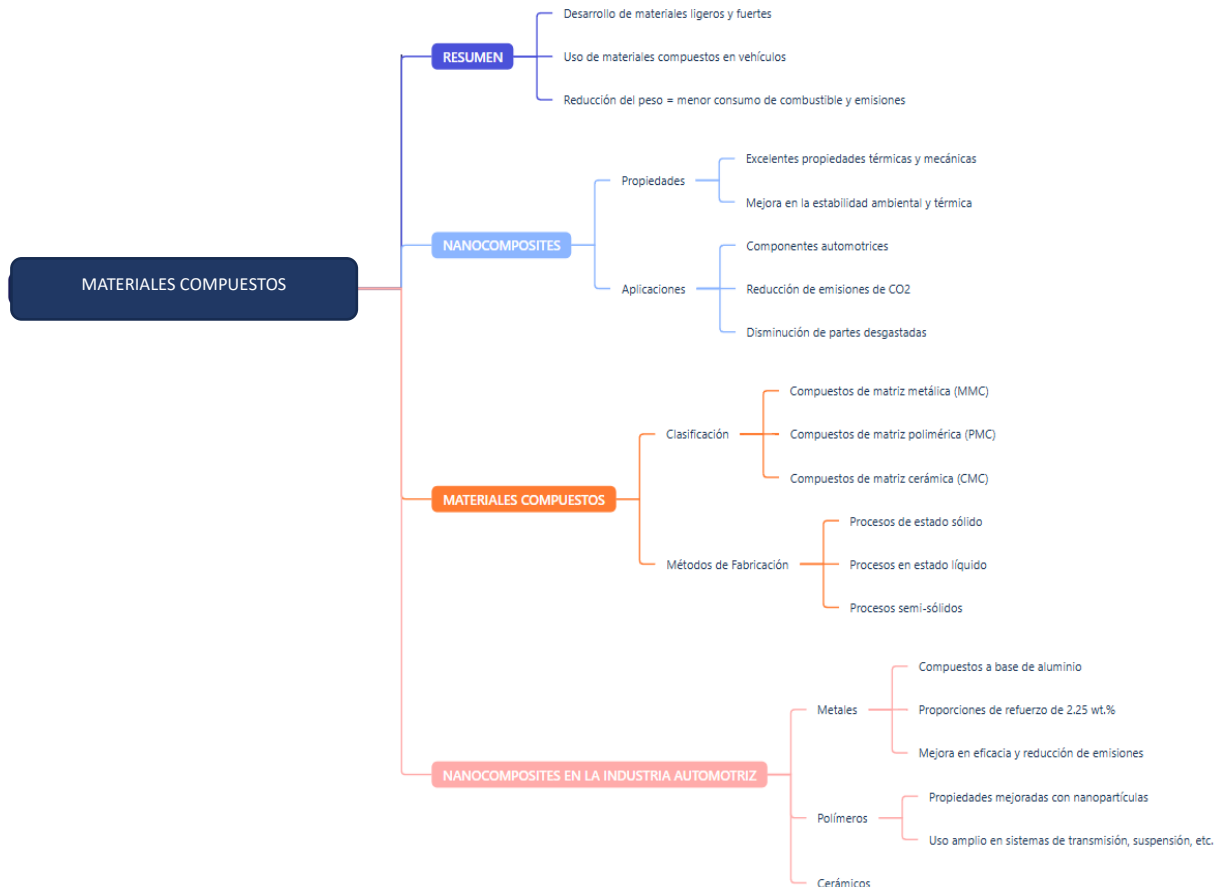 MATERIALES COMPUESTOS
RESUMEN
Desarrollo de materiales ligeros y fuertes
Uso de materiales compuestos en vehículos
Reducción del peso = menor consumo de combustible y emisiones
NANOCOMPOSITES
Propiedades
Excelentes propiedades térmicas y mecánicas
Mejora en la estabilidad ambiental y térmica
Aplicaciones
Componentes automotrices
Reducción de emisiones de CO2
Disminución de partes desgastadas
MATERIALES COMPUESTOS
Clasificación
Compuestos de matriz metálica (MMC)
Compuestos de matriz polimérica (PMC)
Compuestos de matriz cerámica (CMC)
Métodos de Fabricación
Procesos de estado sólido
Procesos en estado líquido
Procesos semi-sólidos
NANOCOMPOSITES EN LA INDUSTRIA AUTOMOTRIZ
Metales
Compuestos a base de aluminio
Proporciones de refuerzo de 2.25 wt.%
Mejora en eficacia y reducción de emisiones
Polímeros
Propiedades mejoradas con nanopartículas
Uso amplio en sistemas de transmisión, suspensión, etc.
Cerámicos